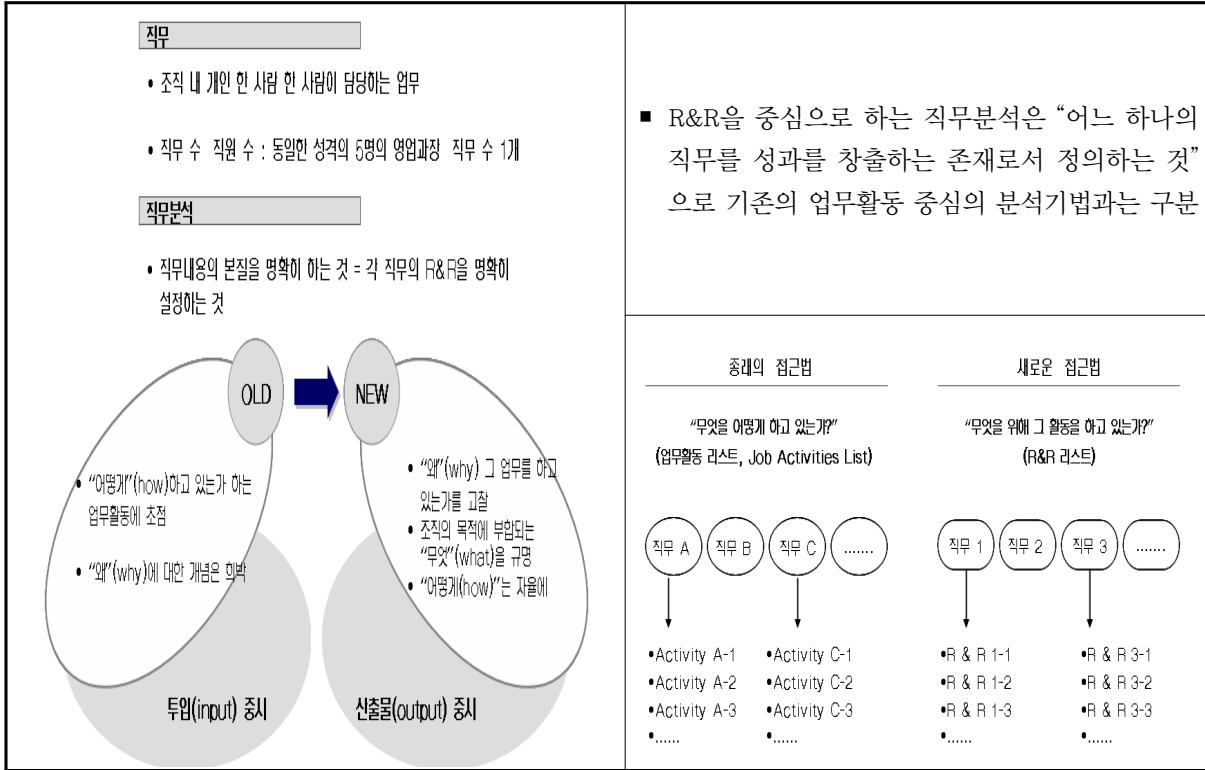 직무
• 조직 내 개인 한 사람 한 사람이 담당하는 업무
• 직무 수 직원 수 : 동일한 성격의 5명의 영업과장 직무 수 1개
직무분석
• 직무내용의 본질을 명확히 하는 것 = 각 직무의 R&R을 명확히
설정하는 것
OLD
NEW
• “어떻게”(how)하고 있는가 하는
업무활동에 초점
• “왜”(why)에 대한 개념은 희박
• “왜”(why) 그 업무를 하고
있는가를 고찰
• 조직의 목적에 부합되는
“무엇”(what)을 규명
• “어떻게(how)”는 자율에
투입(input) 중시
산출물(output) 중시
▪ R&R을 중심으로 하는 직무분석은 “어느 하나의
직무를 성과를 창출하는 존재로서 정의하는 것”
으로 기존의 업무활동 중심의 분석기법과는 구분
종래의 접근법
“무엇을 어떻게 하고 있는가?”
(업무활동 리스트, Job Activities List)
직무 A 직무 B 직무 C .......
•Activity A-1 •Activity C-1
•Activity A-2 •Activity C-2
•Activity A-3 •Activity C-3
•...... •......
새로운 접근법
“무엇을 위해 그 활동을 하고 있는가?”
(R&R 리스트)
직무 1 직무 2 직무 3 .......
•R & R 1-1 •R & R 3-1
•R & R 1-2 •R & R 3-2
•R & R 1-3 •R & R 3-3
•...... •......